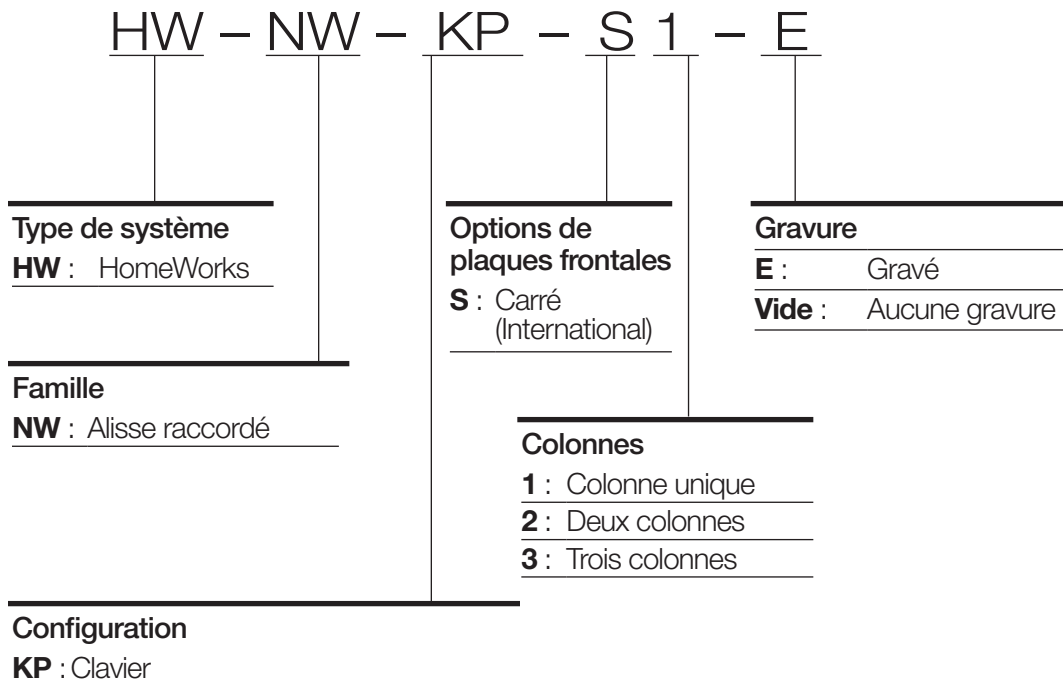 HW – NW – KP – S 1 – E
Type de système
HW : HomeWorks
Options de
plaques frontales
S : Carré
(International)
Gravure
E : Gravé
Vide : Aucune gravure
Famille
NW : Alisse raccordé
Colonnes
1 : Colonne unique
2 : Deux colonnes
3 : Trois colonnes
Configuration
KP : Clavier